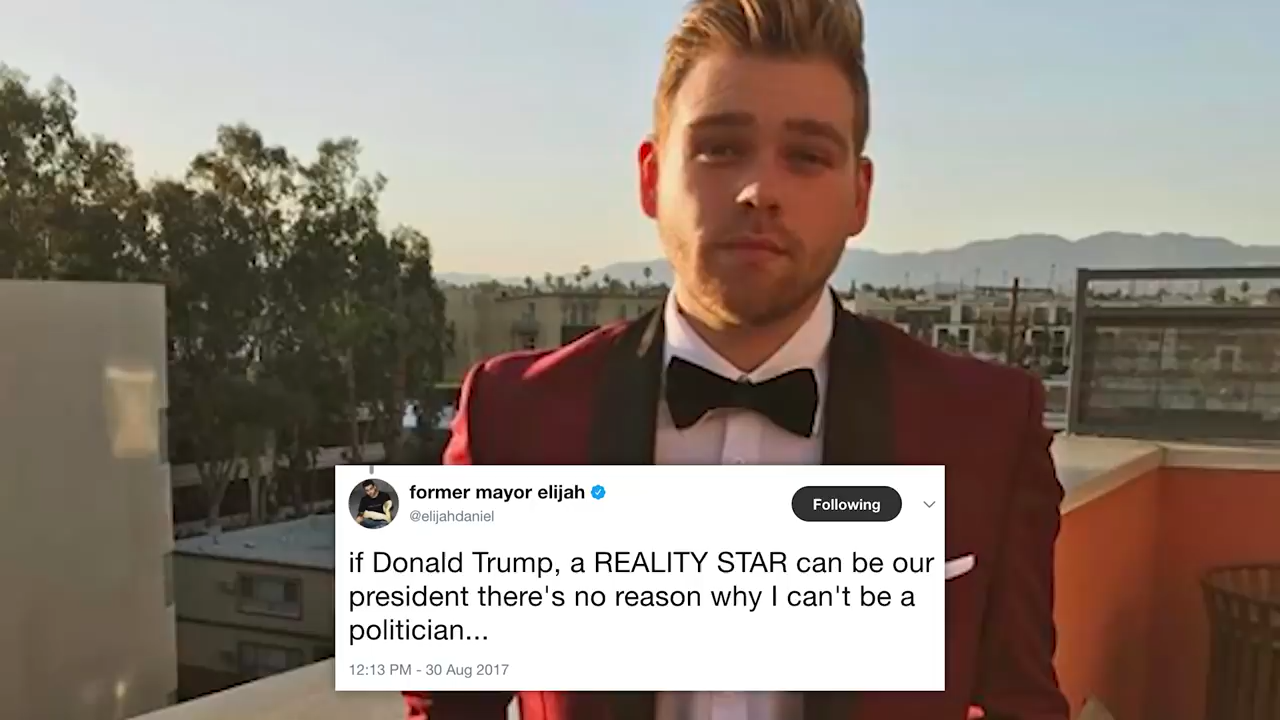 former mayor elijah
@elijahdaniel
Following
if Donald Trump, a REALITY STAR can be our
president there's no reason why I can't be a
politician...
12:13 PM - 30 Aug 2017